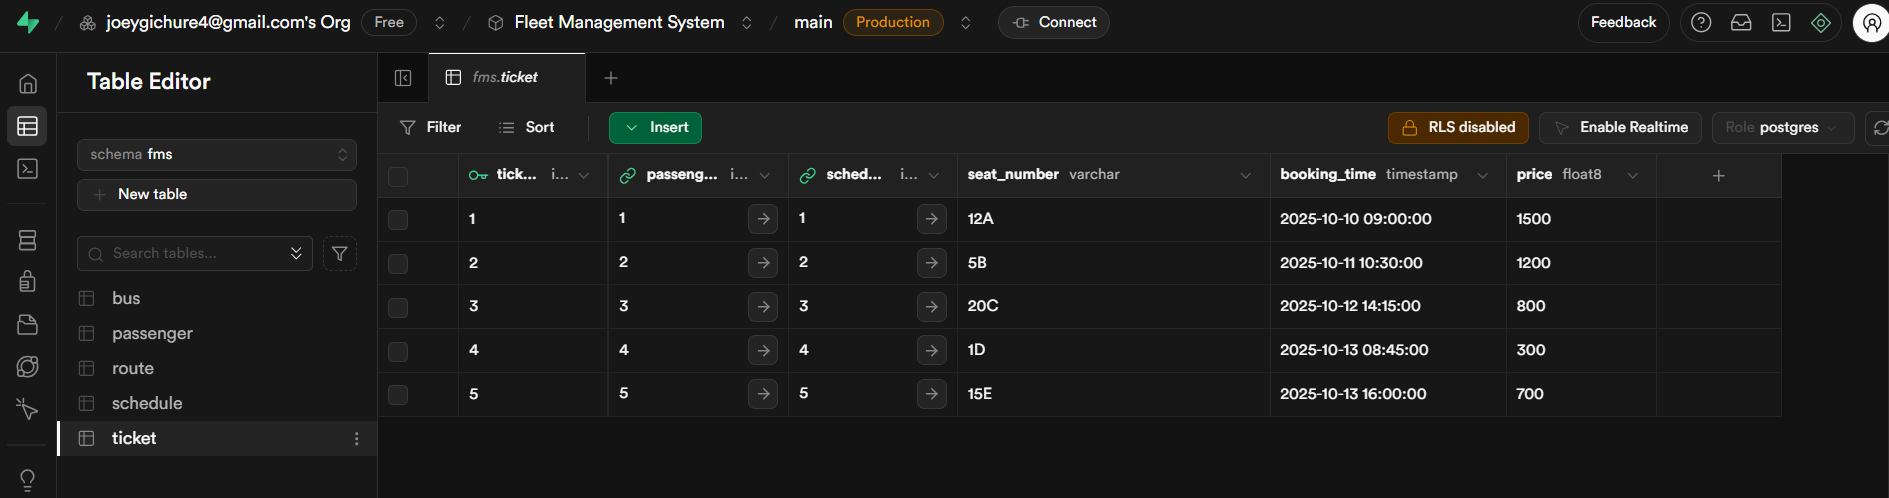 joeygichure4@gmail.com's Org Free / Fleet Management System / main Production Connect Feedback
Table Editor
schema fms
New table
Search tables...
bus
passenger
route
schedule
ticket
fms.ticket
Filter Sort Insert RLS disabled Enable Realtime Role postgres
tick... i... passeng... i... sched... i... seat_number varchar booking_time timestamp price float8
1 1 1 12A 2025-10-10 09:00:00 1500
2 2 2 5B 2025-10-11 10:30:00 1200
3 3 3 20C 2025-10-12 14:15:00 800
4 4 4 1D 2025-10-13 08:45:00 300
5 5 5 15E 2025-10-13 16:00:00 700